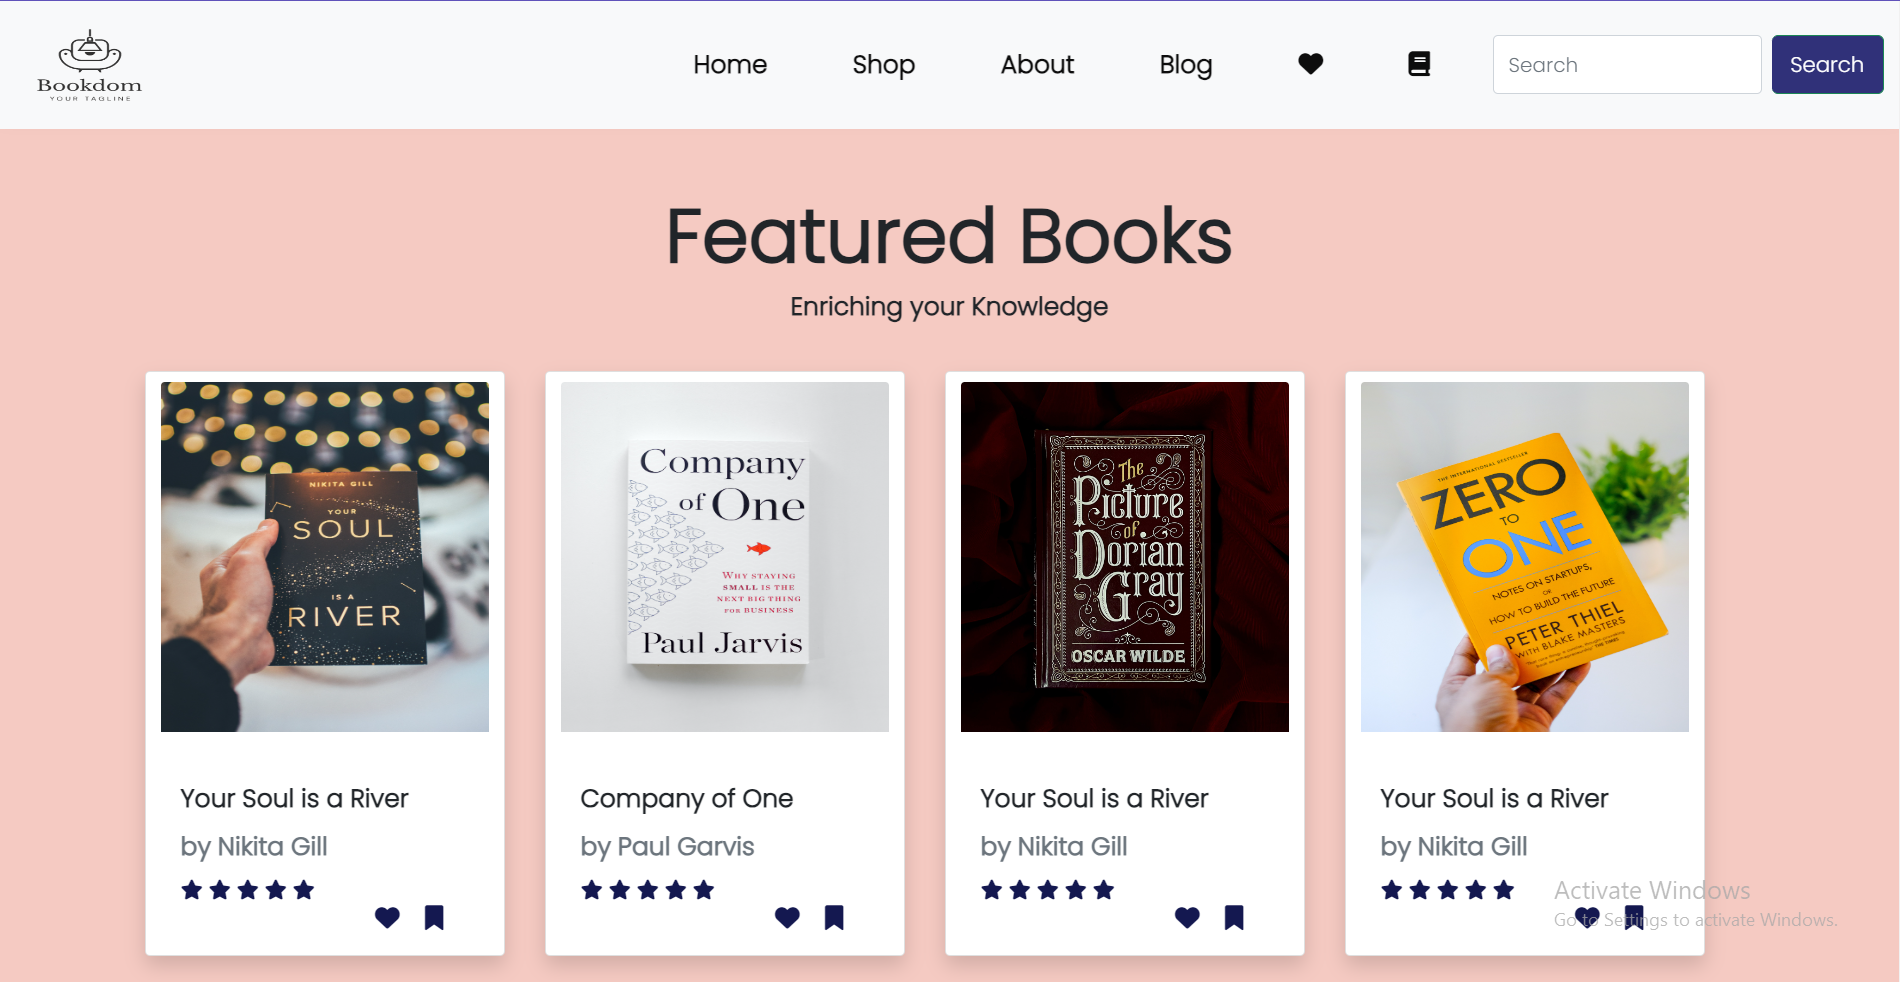 Bookdom
YOUR TAGLINE
Home Shop About Blog Search Search
Featured Books
Enriching your Knowledge
NIKITA GILL
YOUR
SOUL
IS A
RIVER
Company
of One
WHY STAYING
SMALL IS THE
NEXT BIG THING
FOR BUSINESS
Paul Jarvis
The
Picture
of
Dorian
Gray
OSCAR WILDE
THE INTERNATIONAL BESTSELLER
ZERO
TO
ONE
NOTES ON STARTUPS,
OR
HOW TO BUILD THE FUTURE
PETER THIEL
WITH BLAKE MASTERS
Your Soul is a River
by Nikita Gill
Company of One
by Paul Garvis
Your Soul is a River
by Nikita Gill
Your Soul is a River
by Nikita Gill
Activate Windows
Go to Settings to activate Windows.